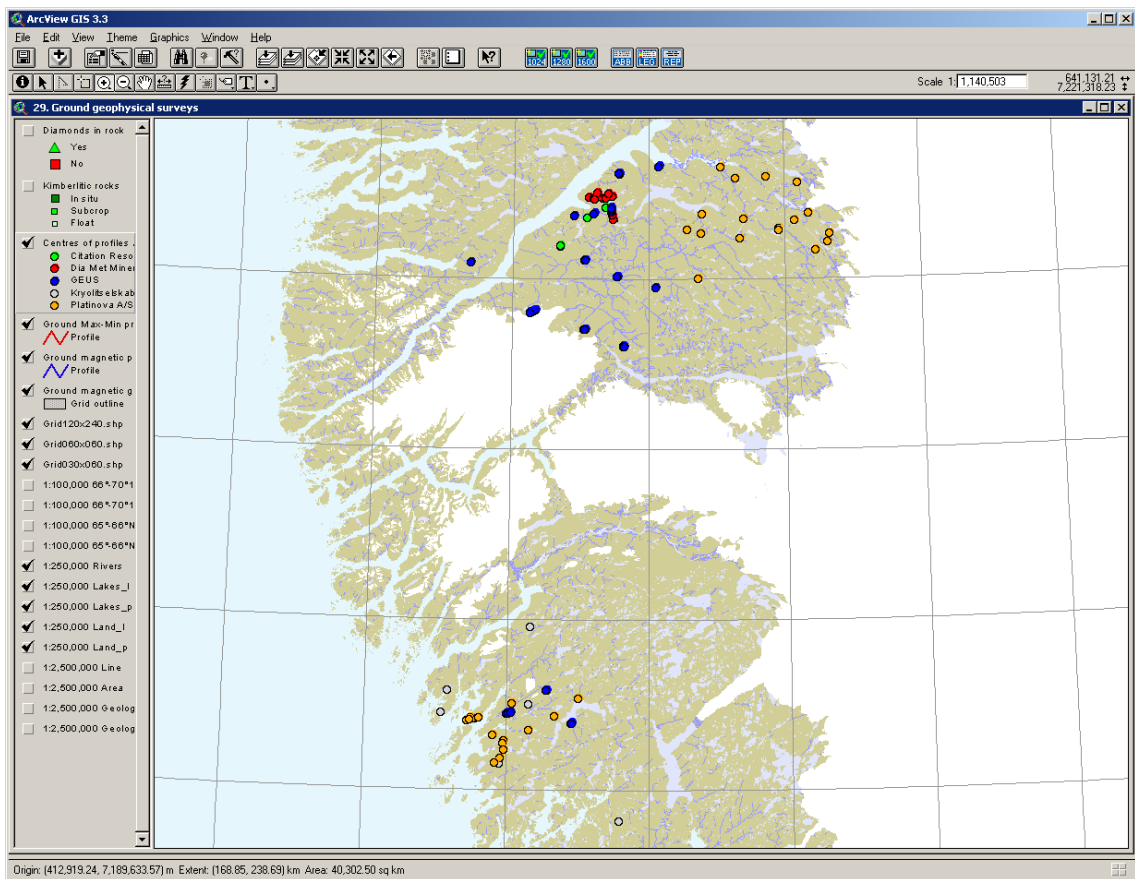 ArcView GIS 3.3
File Edit View Theme Graphics Window Help
1024 1280 1600 ABB LEG REP
Scale 1: 1,140,503 641,131.21
7,221,318.23
29. Ground geophysical surveys
Diamonds in rock
Yes
No
Kimberlitic rocks
In situ
Subcrop
Float
Centres of profiles
Citation Reso
Dia Met Miner
GEUS
Kryolitselskab
Platinova A/S
Ground Max-Min pr
Profile
Ground magnetic p
Profile
Ground magnetic g
Grid outline
Grid120x240.shp
Grid060x060.shp
Grid030x060.shp
1:100,000 66°-70°1
1:100,000 66°-70°1
1:100,000 65°-66°N
1:100,000 65°-66°N
1:250,000 Rivers
1:250,000 Lakes_l
1:250,000 Lakes_p
1:250,000 Land_l
1:250,000 Land_p
1:2,500,000 Line
1:2,500,000 Area
1:2,500,000 Geolog
1:2,500,000 Geolog
Origin: (412,919.24, 7,189,633.57) m Extent: (168.85, 238.69) km Area: 40,302.50 sq km